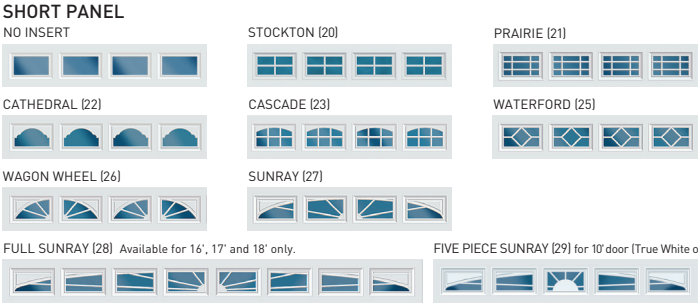 SHORT PANEL
NO INSERT
STOCKTON (20)
PRAIRIE (21)
CATHEDRAL (22)
CASCADE (23)
WATERFORD (25)
WAGON WHEEL (26)
SUNRAY (27)
FULL SUNRAY (28) Available for 16', 17' and 18' only.
FIVE PIECE SUNRAY (29) for 10' door (True White o